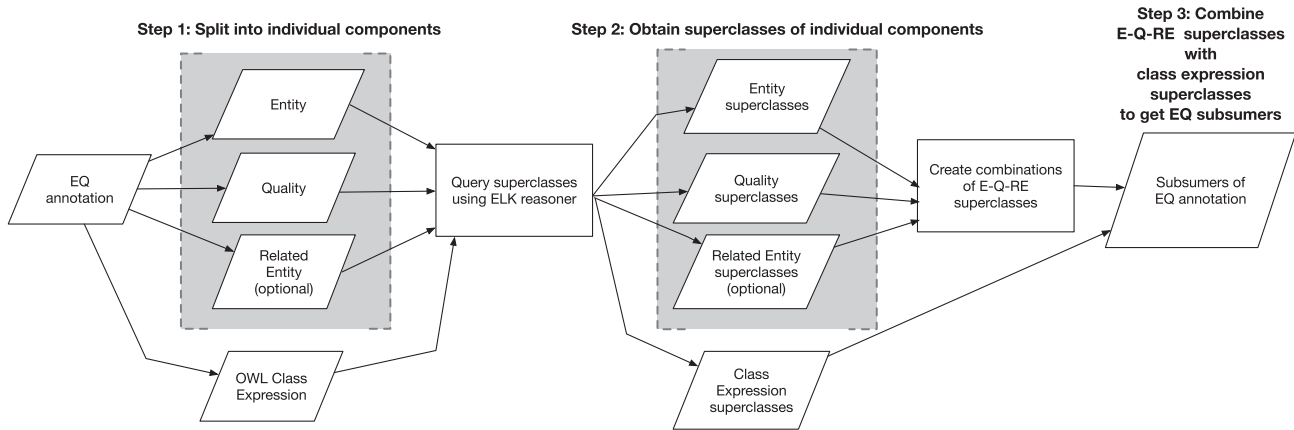 Step 1: Split into individual components
Step 2: Obtain superclasses of individual components
Step 3: Combine
E-Q-RE superclasses
with
class expression
superclasses
to get EQ subsumers
EQ
annotation
Entity
Quality
Related
Entity
(optional)
OWL Class
Expression
Query superclasses
using ELK reasoner
Entity
superclasses
Quality
superclasses
Related Entity
superclasses
(optional)
Class
Expression
superclasses
Create combinations
of E-Q-RE
superclasses
Subsumers of
EQ annotation